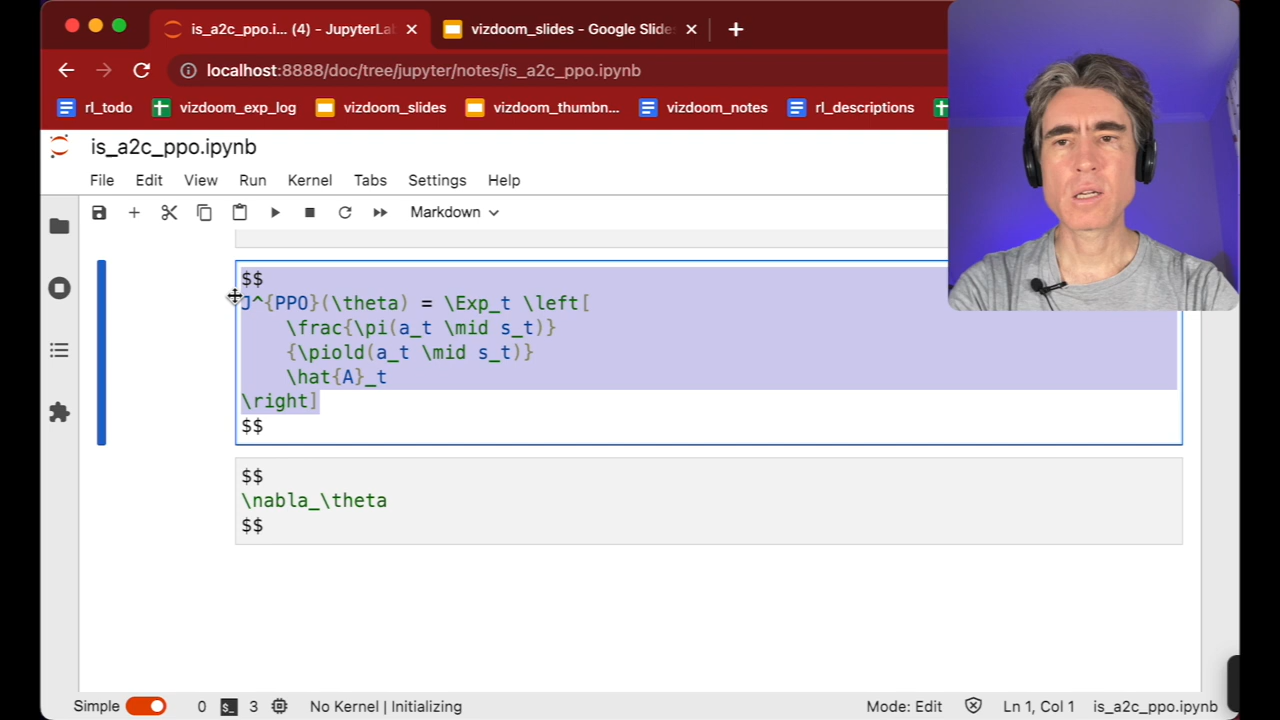 is_a2c_ppo.i... (4) - JupyterLab
vizdoom_slides - Google Slides
localhost:8888/doc/tree/jupyter/notes/is_a2c_ppo.ipynb
rl_todo
vizdoom_exp_log
vizdoom_slides
vizdoom_thumbn...
vizdoom_notes
rl_descriptions
is_a2c_ppo.ipynb
File Edit View Run Kernel Tabs Settings Help
Markdown
$$
J^{PPO}(\theta) = \Exp_t \left[
\frac{\pi(a_t \mid s_t)}
{\piold(a_t \mid s_t)}
\hat{A}_t
\right]
$$
$$
\nabla_\theta
$$
Simple 0 $_ 3 No Kernel | Initializing Mode: Edit Ln 1, Col 1 is_a2c_ppo.ipynb